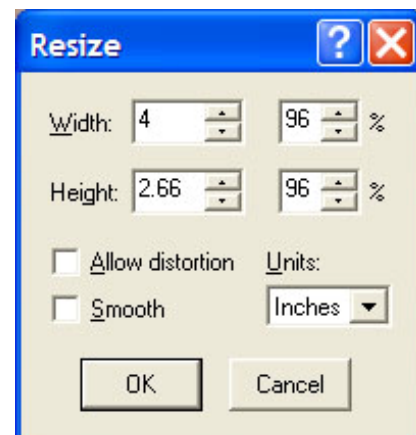 Resize
Width: 4 96 %
Height: 2.66 96 %
Allow distortion Units:
Smooth Inches
OK Cancel